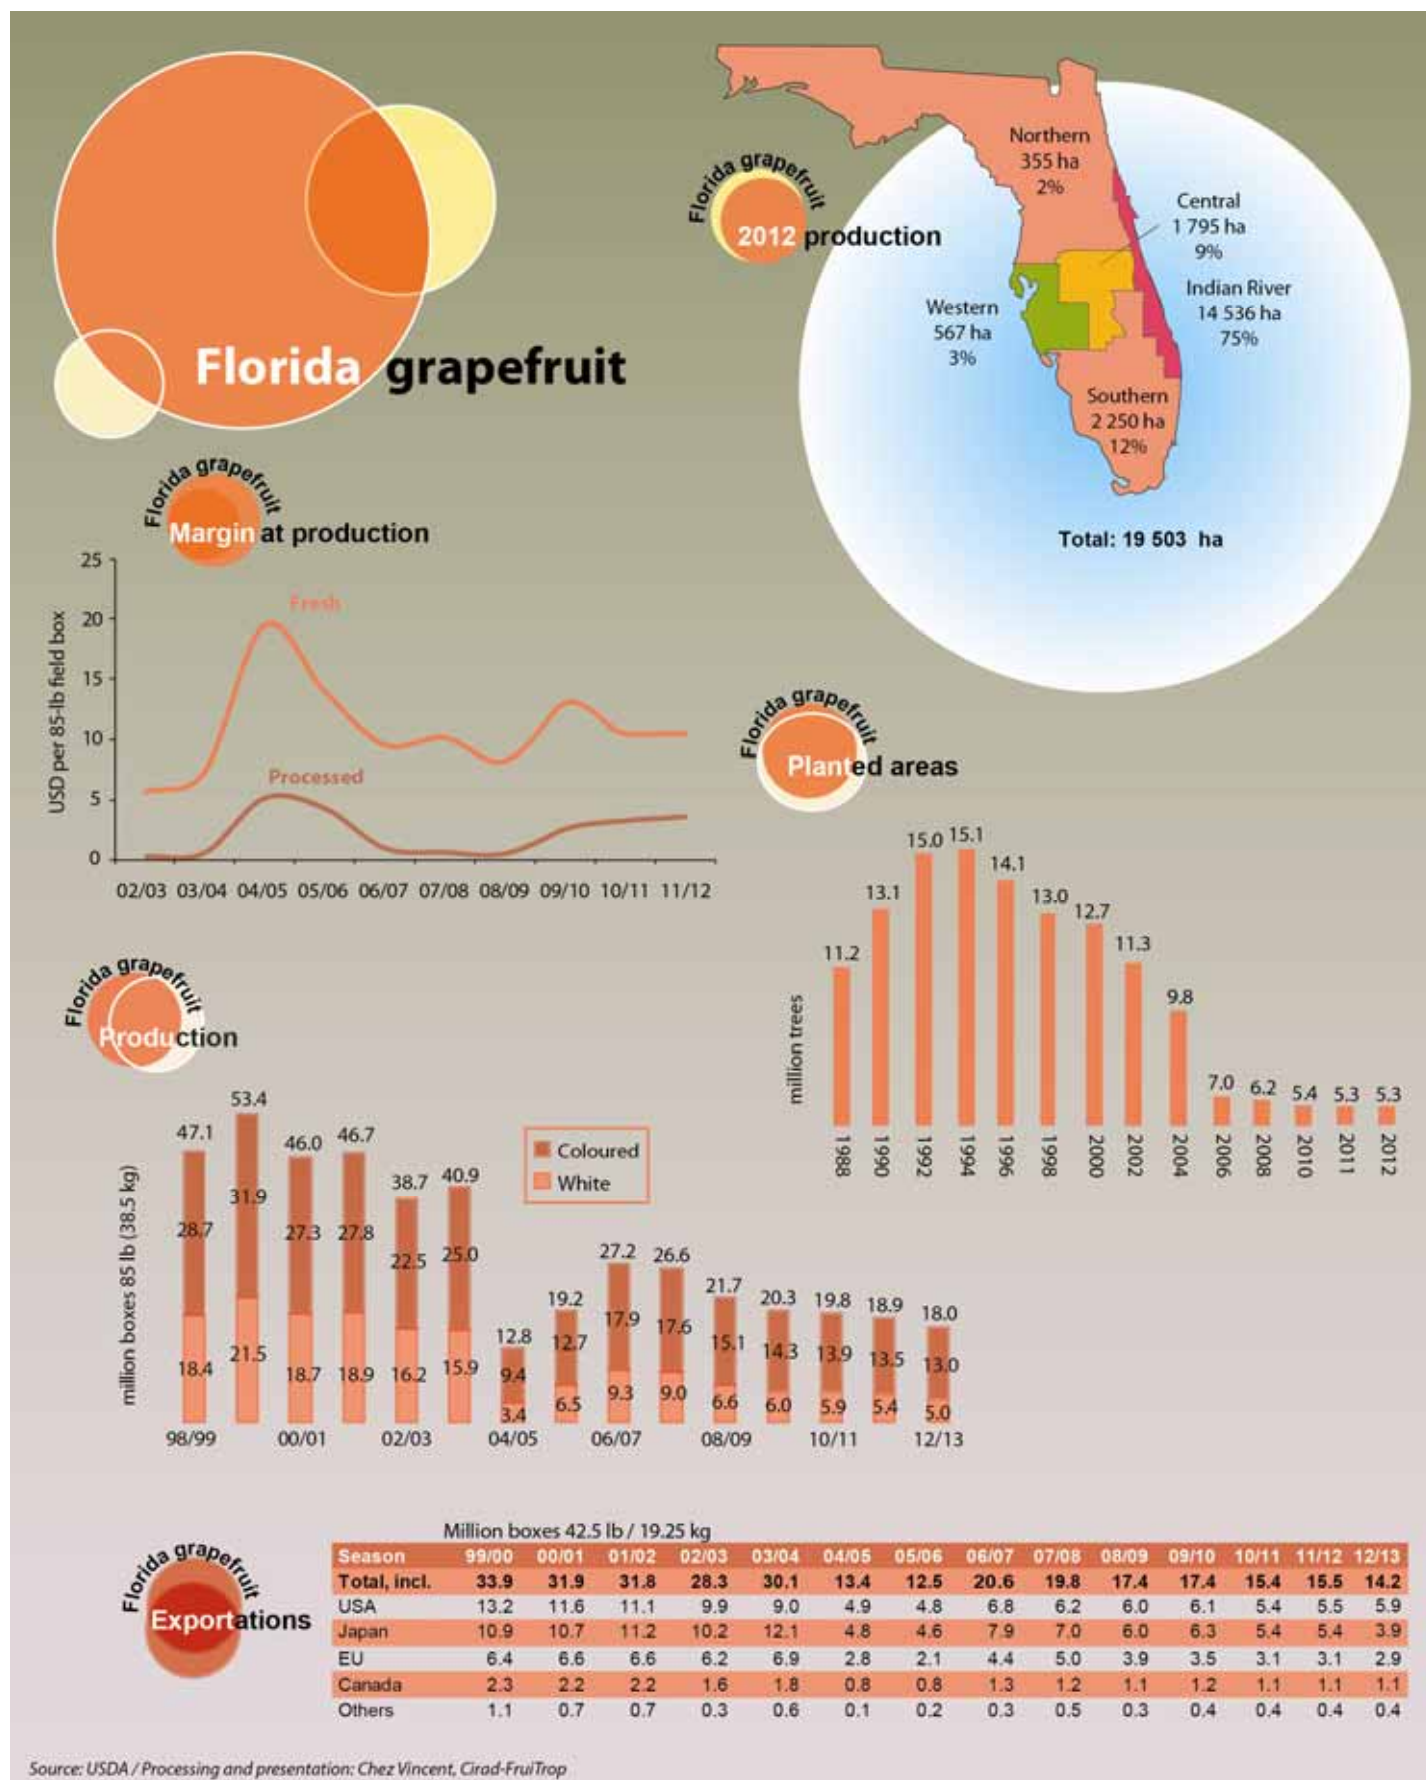 Florida grapefruit
Florida grapefruit
2012 production
Northern
355 ha
2%
Central
1 795 ha
9%
Indian River
14 536 ha
75%
Western
567 ha
3%
Southern
2 250 ha
12%
Total: 19 503 ha
Florida grapefruit
Margin at production
USD per 85-lb field box
25
20
15
10
5
0
Fresh
Processed
02/03 03/04 04/05 05/06 06/07 07/08 08/09 09/10 10/11 11/12
Florida grapefruit
Planted areas
million trees
11.2 13.1 15.0 15.1 14.1 13.0 12.7 11.3 9.8 7.0 6.2 5.4 5.3 5.3
1988 1990 1992 1994 1996 1998 2000 2002 2004 2006 2008 2010 2011 2012
Florida grapefruit
Production
million boxes 85 lb (38.5 kg)
Coloured
White
47.1 53.4 46.0 46.7 38.7 40.9 12.8 19.2 27.2 26.6 21.7 20.3 19.8 18.9 18.0
28.7 31.9 27.3 27.8 22.5 25.0 9.4 12.7 17.9 17.6 15.1 14.3 13.9 13.5 13.0
18.4 21.5 18.7 18.9 16.2 15.9 3.4 6.5 9.3 9.0 6.6 6.0 5.9 5.4 5.0
98/99 00/01 02/03 04/05 06/07 08/09 10/11 12/13
Florida grapefruit
Exportations
Million boxes 42.5 lb / 19.25 kg
Season 99/00 00/01 01/02 02/03 03/04 04/05 05/06 06/07 07/08 08/09 09/10 10/11 11/12 12/13
Total, incl. 33.9 31.9 31.8 28.3 30.1 13.4 12.5 20.6 19.8 17.4 17.4 15.4 15.5 14.2
USA 13.2 11.6 11.1 9.9 9.0 4.9 4.8 6.8 6.2 6.0 6.1 5.4 5.5 5.9
Japan 10.9 10.7 11.2 10.2 12.1 4.8 4.6 7.9 7.0 6.0 6.3 5.4 5.4 3.9
EU 6.4 6.6 6.6 6.2 6.9 2.8 2.1 4.4 5.0 3.9 3.5 3.1 3.1 2.9
Canada 2.3 2.2 2.2 1.6 1.8 0.8 0.8 1.3 1.2 1.1 1.2 1.1 1.1 1.1
Others 1.1 0.7 0.7 0.3 0.6 0.1 0.2 0.3 0.5 0.3 0.4 0.4 0.4 0.4
Source: USDA / Processing and presentation: Chez Vincent, Cirad-FruiTrop